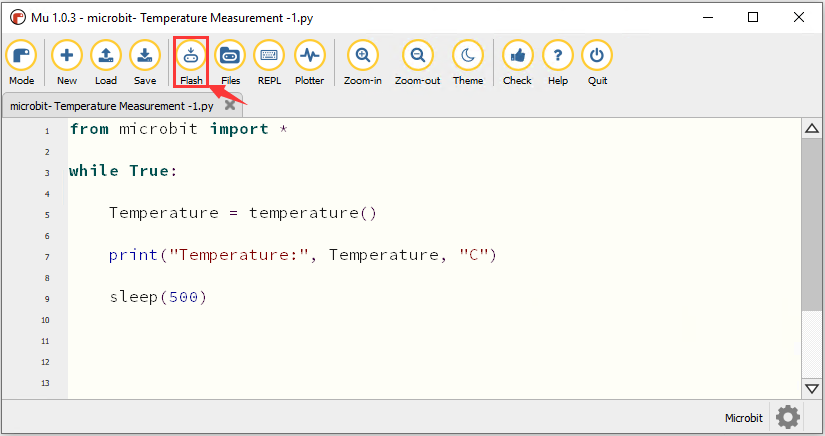 Mu 1.0.3 - microbit- Temperature Measurement -1.py
Mode New Load Save Flash Files REPL Plotter Zoom-in Zoom-out Theme Check Help Quit
microbit- Temperature Measurement -1.py
1 from microbit import *
2
3 while True:
4
5 Temperature = temperature()
6
7 print("Temperature:", Temperature, "C")
8
9 sleep(500)
10
11
12
13
Microbit